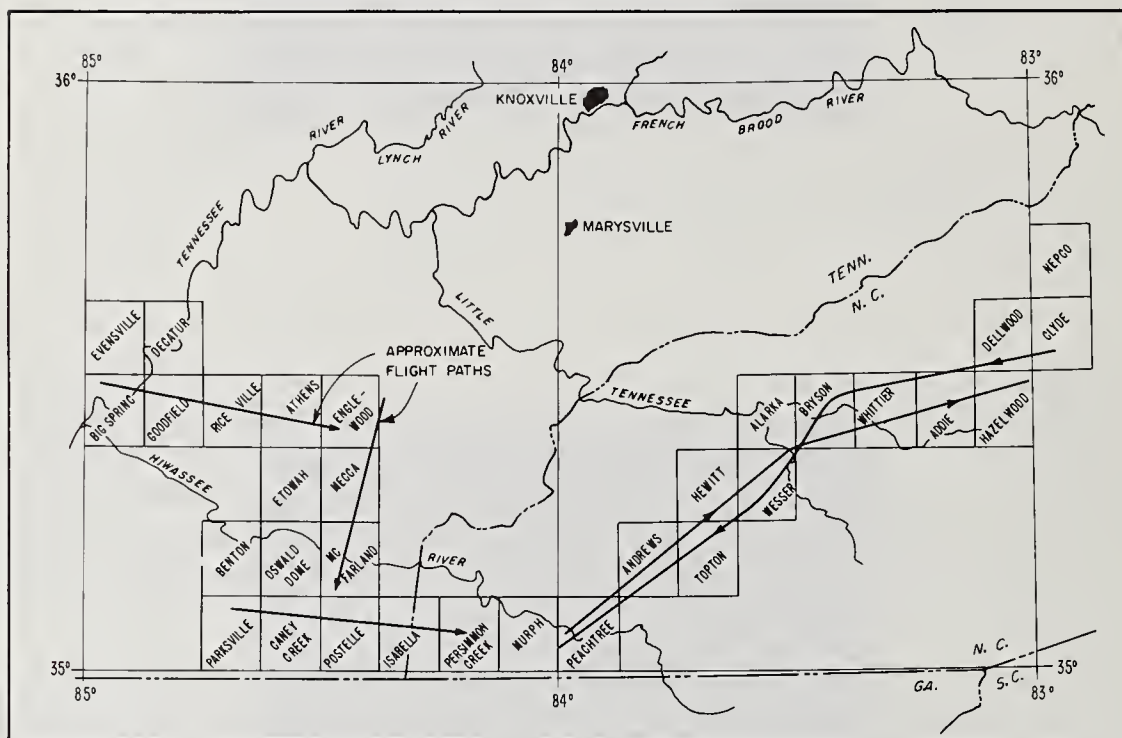 85°
84°
83°
36°
36°
KNOXVILLE
RIVER
LYNCH
RIVER
FRENCH
BROOD
RIVER
TENNESSEE
MARYSVILLE
LITTLE
TENN.
N. C.
NEPCO
EVENSVILLE
DECATUR
APPROXIMATE
FLIGHT PATHS
DELLWOOD
CLYDE
BIG SPRING
GOODFIELD
RICEVILLE
ATHENS
ENGLE-
WOOD
TENNESSEE
ALARKA
BRYSON
WHITTIER
ADDIE
HAZELWOOD
HIWASSEE
ETOWAH
MECCA
HEWITT
WESSER
BENTON
OSWALD
DOME
MC
FARLAND
RIVER
ANDREWS
TOPTON
PARKSVILLE
CANEY
CREEK
POSTELLE
ISABELLA
PERSIMMON
CREEK
MURPH
PEACHTREE
35°
35°
N. C.
S. C.
GA.
85°
84°
83°